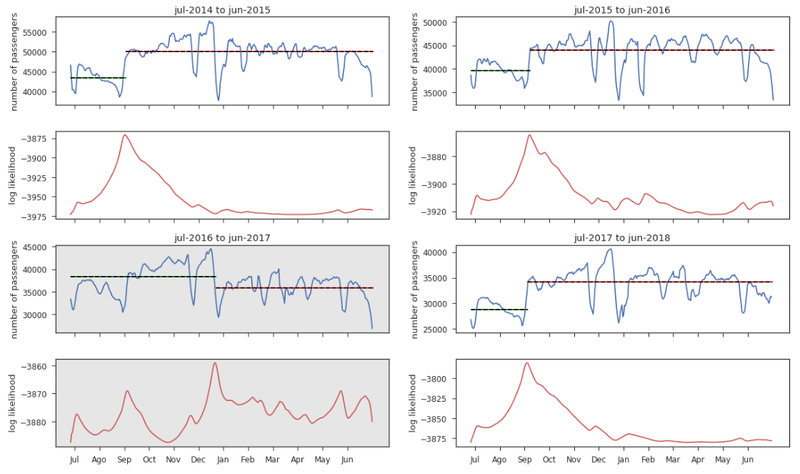 jul-2014 to jun-2015
number of passengers
55000
50000
45000
40000
log likelihood
−3875
−3900
−3925
−3950
−3975
jul-2015 to jun-2016
50000
45000
40000
35000
−3880
−3900
−3920
jul-2016 to jun-2017
number of passengers
45000
40000
35000
30000
log likelihood
−3860
−3870
−3880
Jul Ago Sep Oct Nov Dec Jan Feb Mar Apr May Jun
jul-2017 to jun-2018
number of passengers
40000
35000
30000
25000
log likelihood
−3800
−3825
−3850
−3875
Jul Ago Sep Oct Nov Dec Jan Feb Mar Apr May Jun
number of passengers
log likelihood